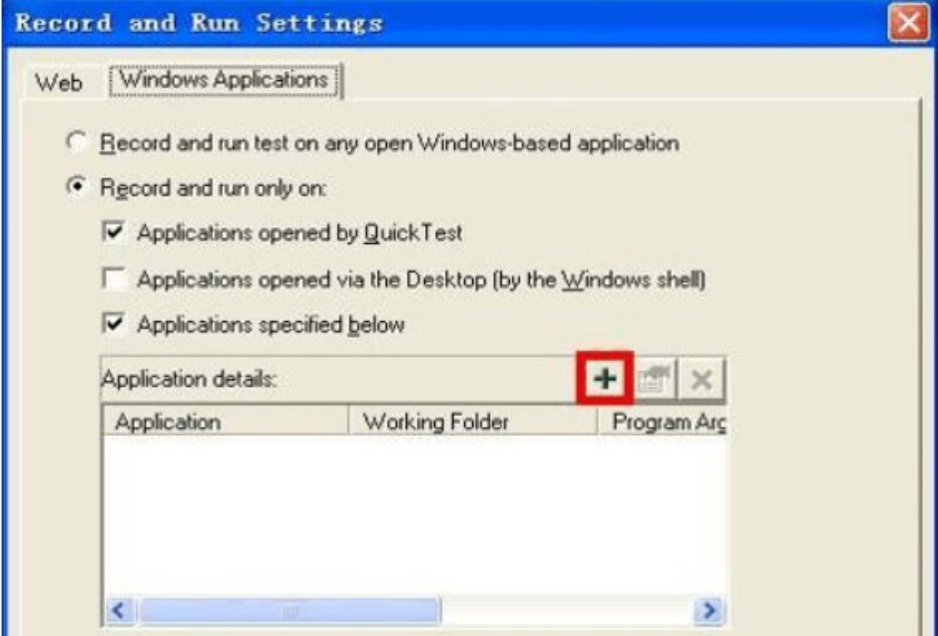 Record and Run Settings
Web Windows Applications
Record and run test on any open Windows-based application
Record and run only on:
Applications opened by QuickTest
Applications opened via the Desktop (by the Windows shell)
Applications specified below
Application details:
Application Working Folder Program Arg